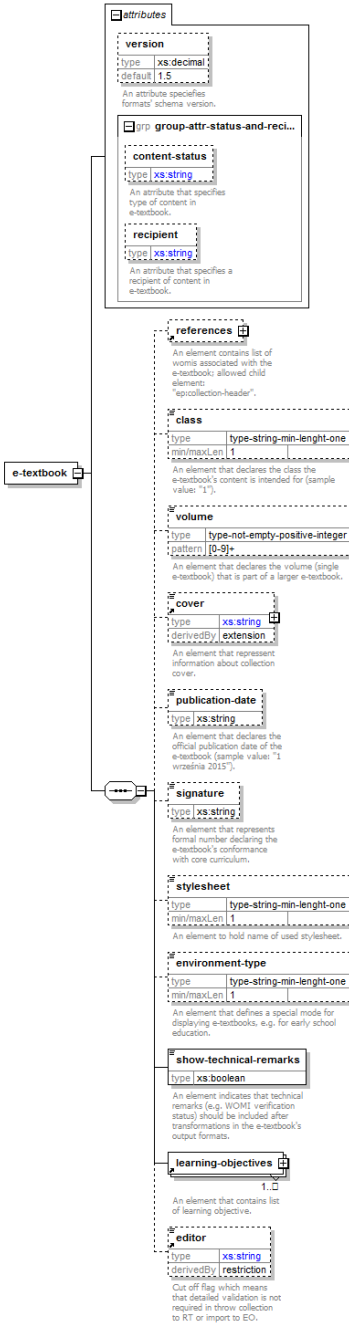 attributes
version
type xs:decimal
default 1.5
An attribute speciefies
formats' schema version.
grp group-attr-status-and-reci...
content-status
type xs:string
An atrribute that specifies
type of content in
e-textbook.
recipient
type xs:string
An attribute that specifies a
recipient of content in
e-textbook.
references
An element contains list of
womis associated with the
e-textbook; allowed child
element:
"ep:collection-header".
class
type type-string-min-lenght-one
min/maxLen 1
An element that declares the class the
e-textbook's content is intended for (sample
value: "1").
e-textbook
volume
type type-not-empty-positive-integer
pattern [0-9]+
An element that declares the volume (single
e-textbook) that is part of a larger e-textbook.
cover
type xs:string
derivedBy extension
An element that represent
information about collection
cover.
publication-date
type xs:string
An element that declares the
official publication date of the
e-textbook (sample value: "1
września 2015").
signature
type xs:string
An element that represents
formal number declaring the
e-textbook's conformance
with core curriculum.
stylesheet
type type-string-min-lenght-one
min/maxLen 1
An element to hold name of used stylesheet.
environment-type
type type-string-min-lenght-one
min/maxLen 1
An element that defines a special mode for
displaying e-textbooks, e.g. for early school
education.
show-technical-remarks
type xs:boolean
An element indicates that technical
remarks (e.g. WOMI verification
status) should be included after
transformations in the e-textbook's
output formats.
learning-objectives
1..□
An element that contains list
of learning objective.
editor
type xs:string
derivedBy restriction
Cut off flag which means
that detailed validation is not
required in throw collection
to RT or import to EO.